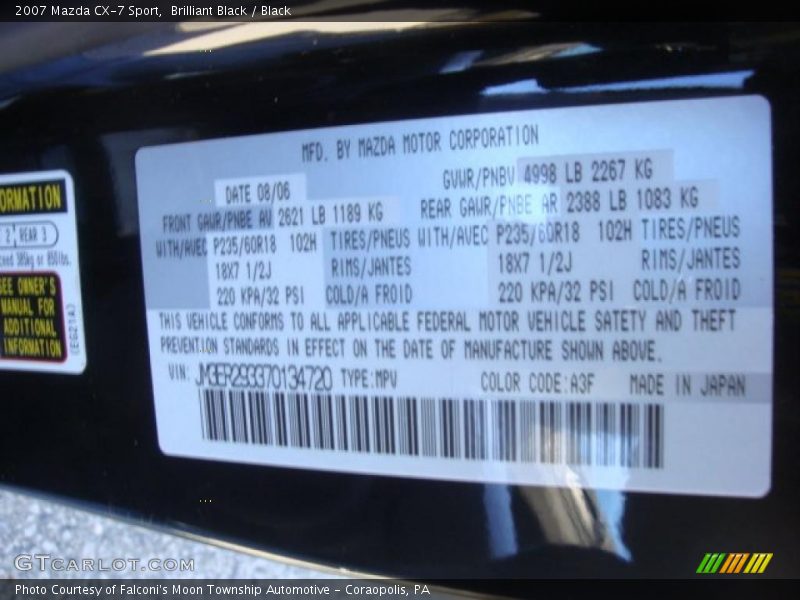 2007 Mazda CX-7 Sport, Brilliant Black / Black
ORMATION
2, REAR 3
ceed 385kg or 850lbs.
SEE OWNER'S
MANUAL FOR
ADDITIONAL
INFORMATION
(EG21A)
MFD. BY MAZDA MOTOR CORPORATION
DATE 08/06 GVWR/PNBV 4998 LB 2267 KG
FRONT GAWR/PNBE AV 2621 LB 1189 KG REAR GAWR/PNBE AR 2388 LB 1083 KG
WITH/AVEC P235/60R18 102H TIRES/PNEUS WITH/AVEC P235/60R18 102H TIRES/PNEUS
18X7 1/2J RIMS/JANTES 18X7 1/2J RIMS/JANTES
220 KPA/32 PSI COLD/A FROID 220 KPA/32 PSI COLD/A FROID
THIS VEHICLE CONFORMS TO ALL APPLICABLE FEDERAL MOTOR VEHICLE SAFETY AND THEFT
PREVENTION STANDARDS IN EFFECT ON THE DATE OF MANUFACTURE SHOWN ABOVE.
VIN: JM3ER293370134720 TYPE:MPV COLOR CODE:A3F MADE IN JAPAN
GTCARLOT.COM
Photo Courtesy of Falconi's Moon Township Automotive - Coraopolis, PA